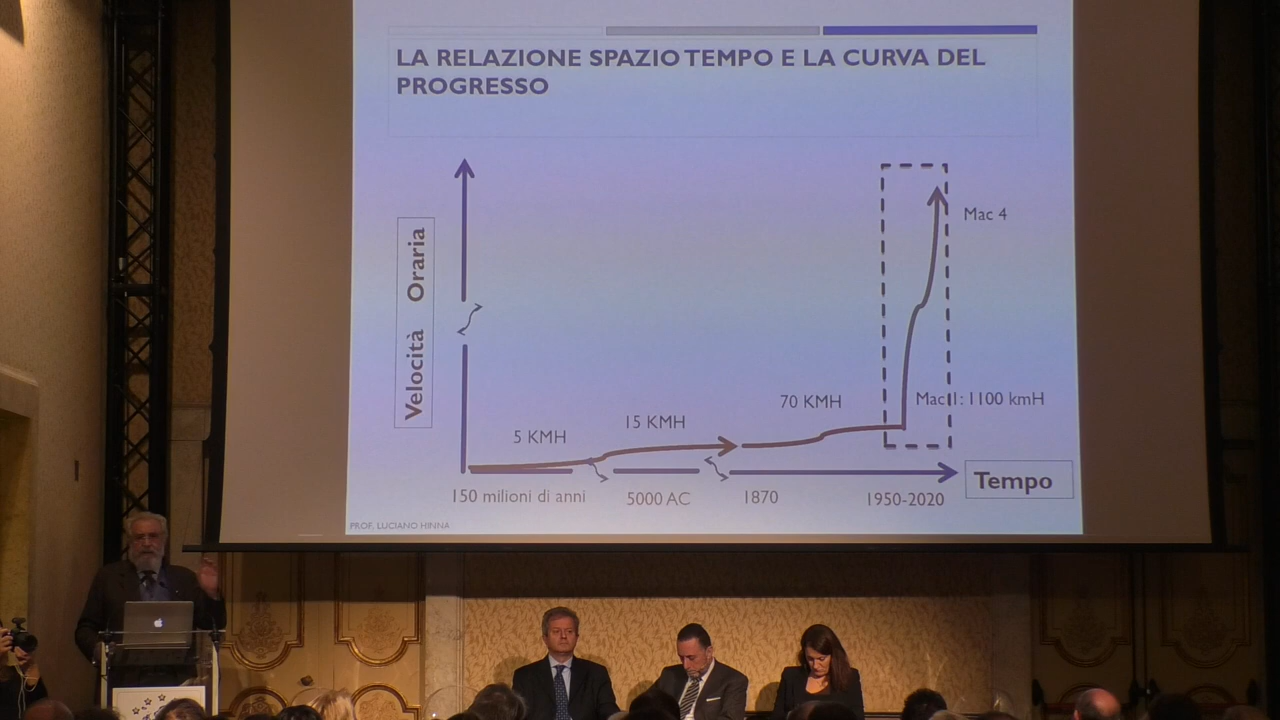 LA RELAZIONE SPAZIO TEMPO E LA CURVA DEL
PROGRESSO
Velocità Oraria
Mac 4
Mac 1: 1100 kmH
70 KMH
15 KMH
5 KMH
150 milioni di anni
5000 AC
1870
1950-2020
Tempo
PROF. LUCIANO HINNA